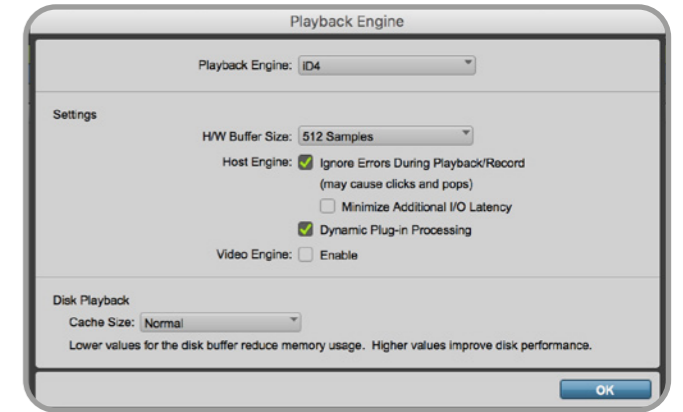 Playback Engine
Playback Engine: iD4
Settings
H/W Buffer Size: 512 Samples
Host Engine: Ignore Errors During Playback/Record
(may cause clicks and pops)
Minimize Additional I/O Latency
Dynamic Plug-in Processing
Video Engine: Enable
Disk Playback
Cache Size: Normal
Lower values for the disk buffer reduce memory usage. Higher values improve disk performance.
OK